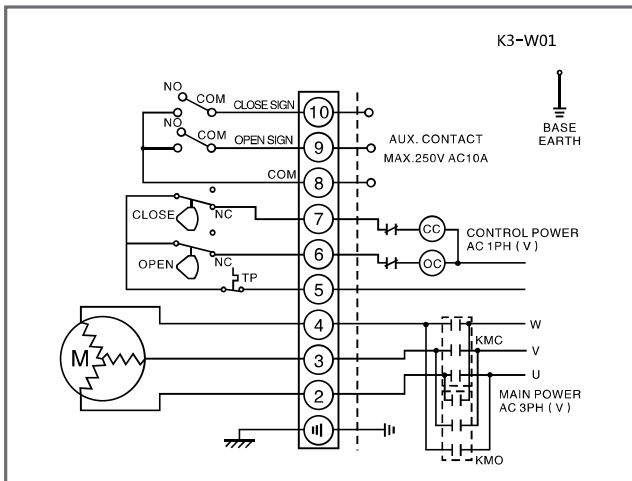 K3-W01
NO
COM
CLOSE SIGN
10
NO
COM
OPEN SIGN
9
AUX. CONTACT
MAX.250V AC10A
BASE
EARTH
COM
8
CLOSE
NC
7
CC
CONTROL POWER
AC 1PH ( V )
OPEN
NC
6
OC
TP
5
4
W
KMC
M
3
V
2
U
MAIN POWER
AC 3PH ( V )
KMO